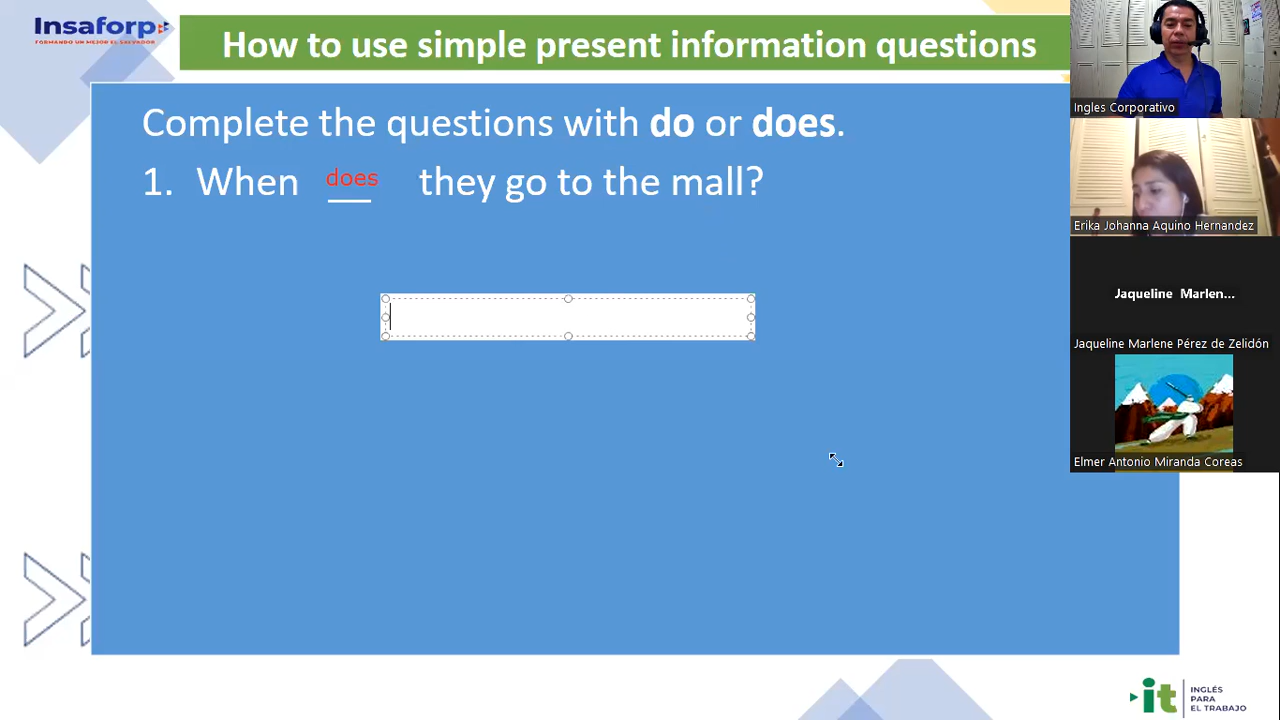 Insaforp
FORMANDO UN MEJOR EL SALVADOR
How to use simple present information questions
Complete the questions with do or does.
1. When does they go to the mall?
Ingles Corporativo
Erika Johanna Aquino Hernandez
Jaqueline Marlen...
Jaqueline Marlene Pérez de Zelidón
Elmer Antonio Miranda Coreas
it
INGLÉS
PARA
EL TRABAJO